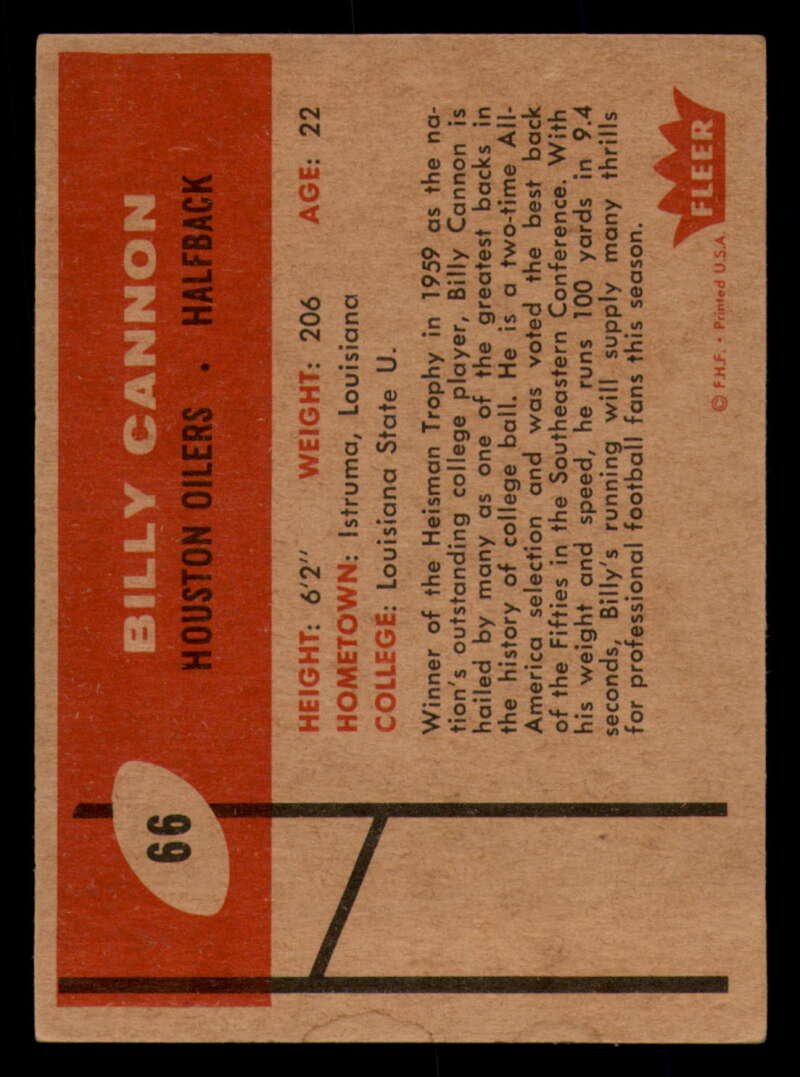 66
BILLY CANNON
HOUSTON OILERS • HALFBACK
HEIGHT: 6'2" WEIGHT: 206 AGE: 22
HOMETOWN: Istruma, Louisiana
COLLEGE: Louisiana State U.
Winner of the Heisman Trophy in 1959 as the na-
tion's outstanding college player, Billy Cannon is
hailed by many as one of the greatest backs in
the history of college ball. He is a two-time All-
America selection and was voted the best back
of the Fifties in the Southeastern Conference. With
his weight and speed, he runs 100 yards in 9.4
seconds, Billy's running will supply many thrills
for professional football fans this season.
FLEER
© F.H.F. • Printed U.S.A.